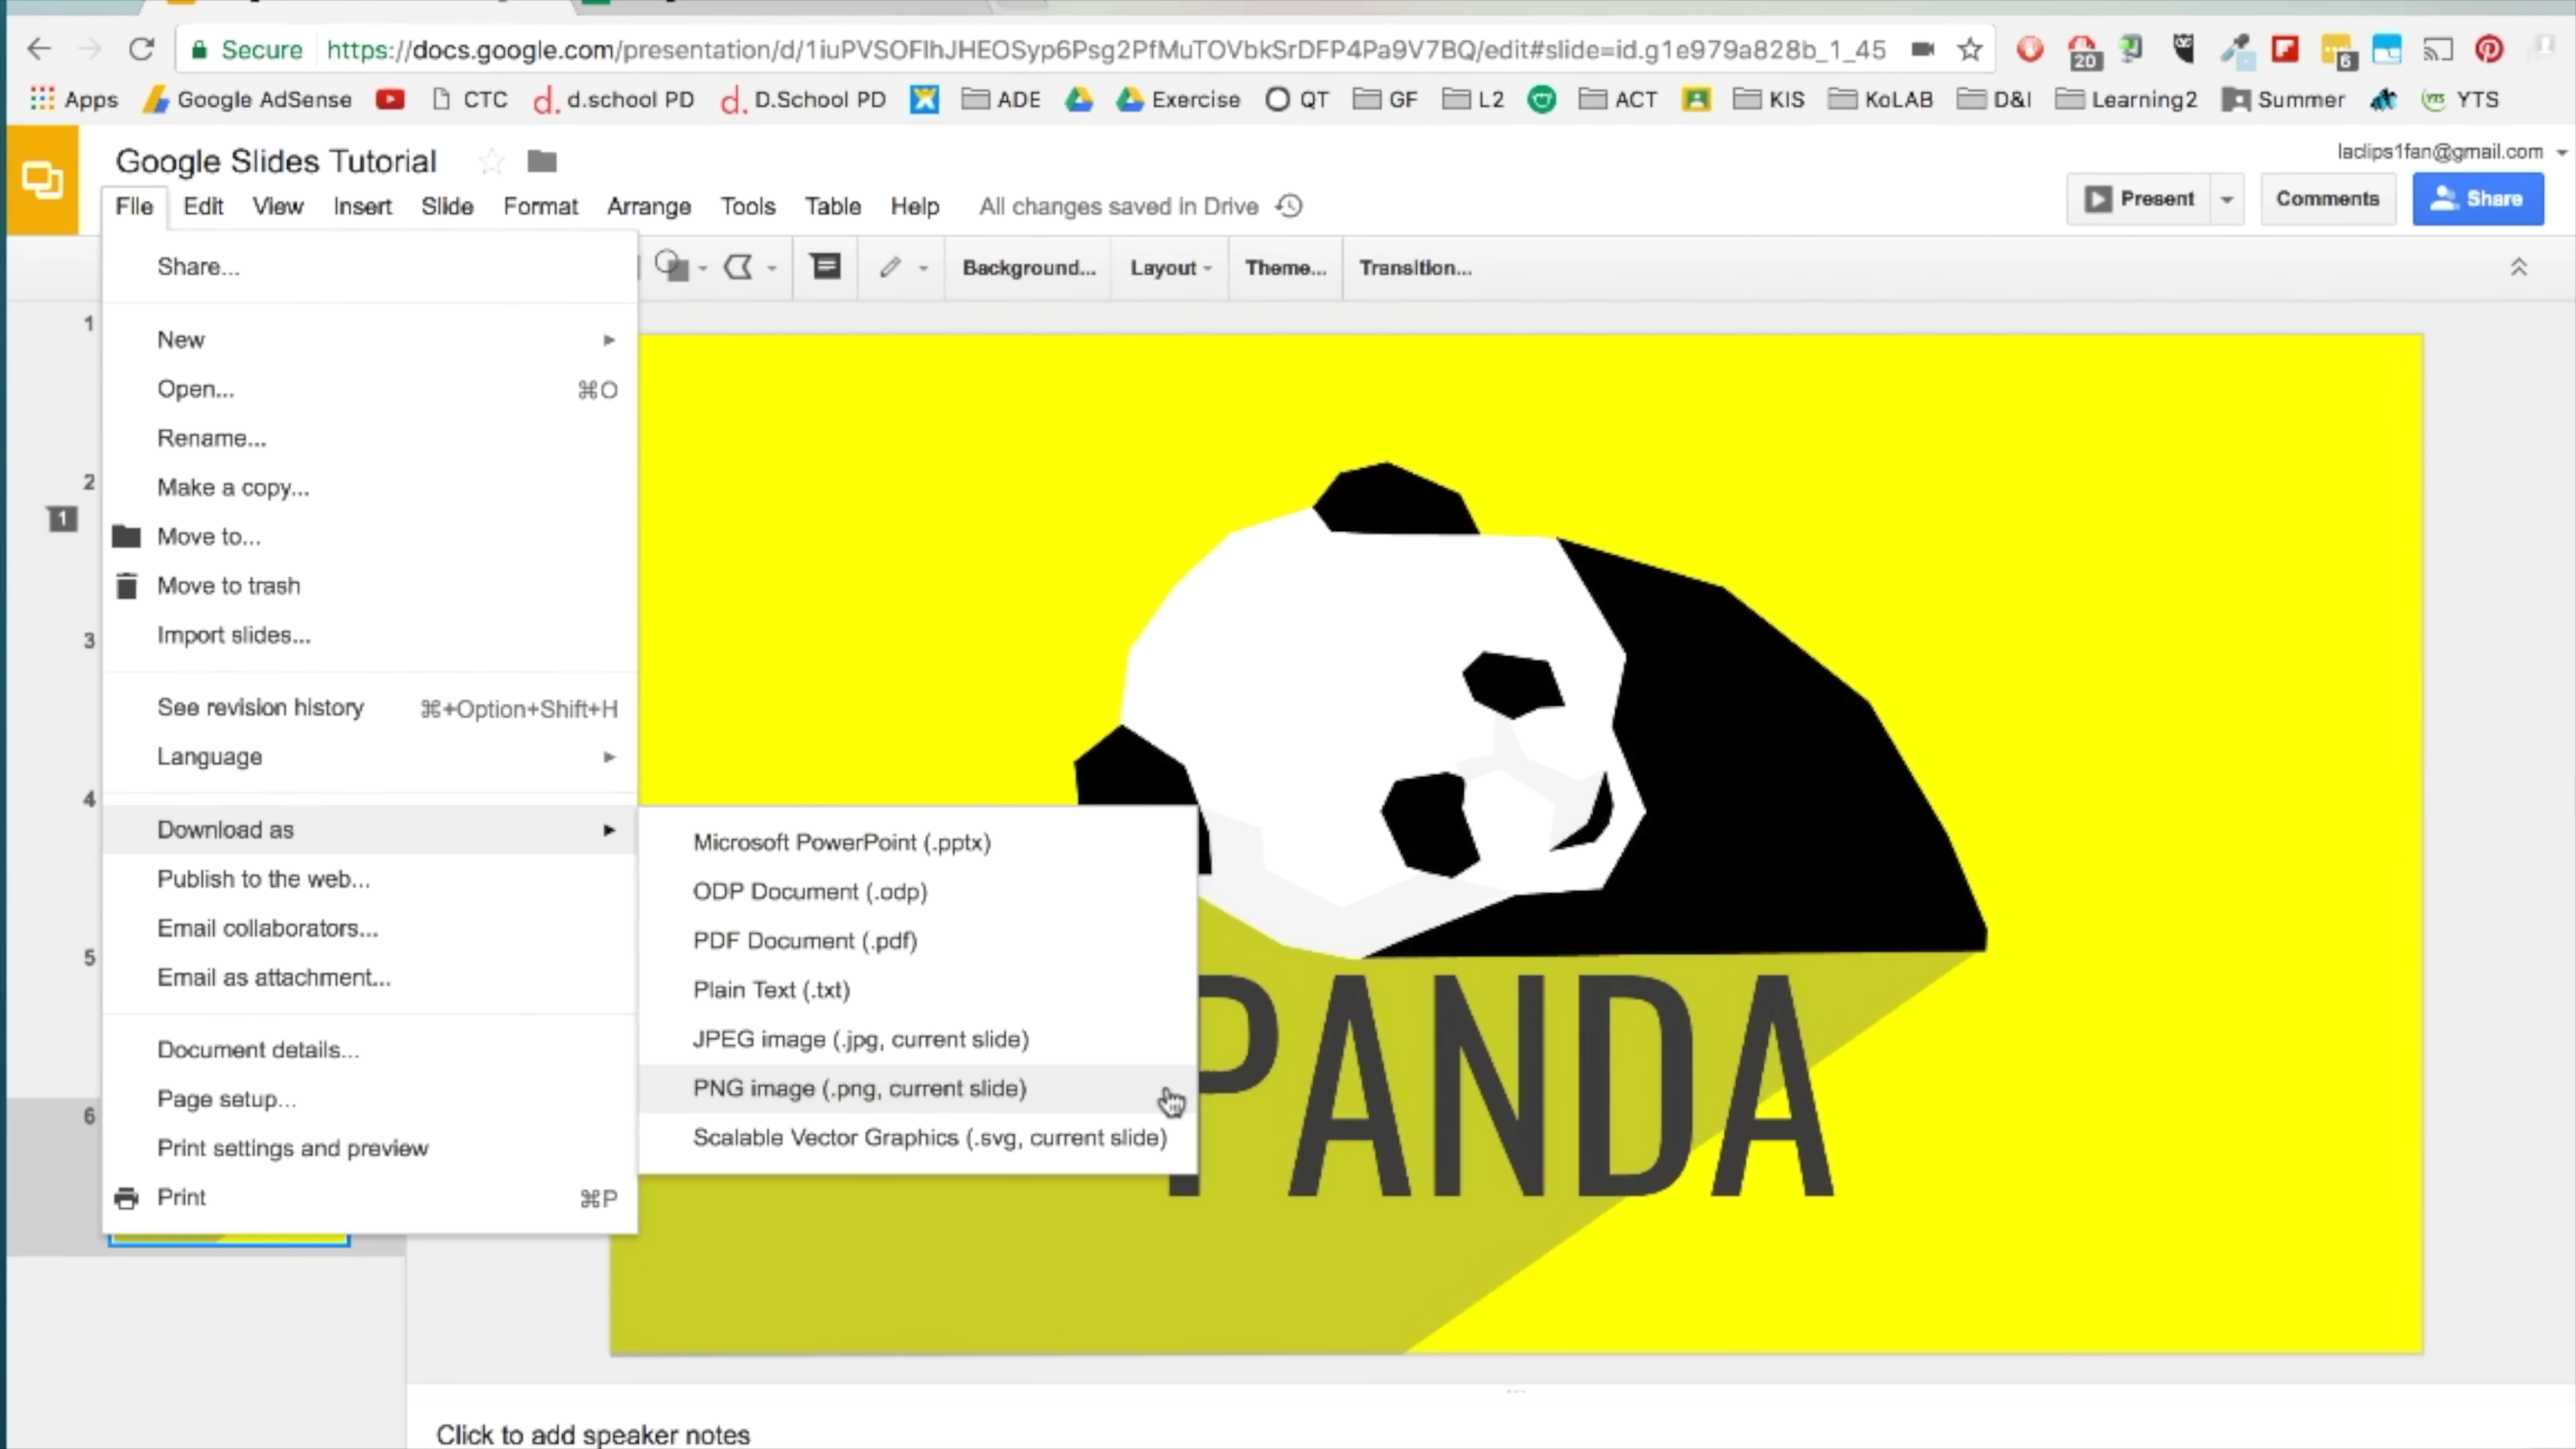 Secure https://docs.google.com/presentation/d/1iuPVSOFIhJHEOSyp6Psg2PfMuTOVbkSrDFP4Pa9V7BQ/edit#slide=id.g1e979a828b_1_45
20
6
Apps Google AdSense CTC d.school PD D.School PD ADE Exercise QT GF L2 ACT KIS KoLAB D&I Learning2 Summer YTS
Google Slides Tutorial
laclips1fan@gmail.com
File Edit View Insert Slide Format Arrange Tools Table Help All changes saved in Drive
Present Comments Share
Background... Layout Theme... Transition...
Share...
1
New
Open... ⌘O
Rename...
2
Make a copy...
1
Move to...
Move to trash
3
Import slides...
See revision history ⌘+Option+Shift+H
Language
4
Download as
Publish to the web...
Email collaborators...
5
Email as attachment...
Document details...
Page setup...
6
Print settings and preview
Print ⌘P
Microsoft PowerPoint (.pptx)
ODP Document (.odp)
PDF Document (.pdf)
Plain Text (.txt)
JPEG image (.jpg, current slide)
PNG image (.png, current slide)
Scalable Vector Graphics (.svg, current slide)
PANDA
Click to add speaker notes